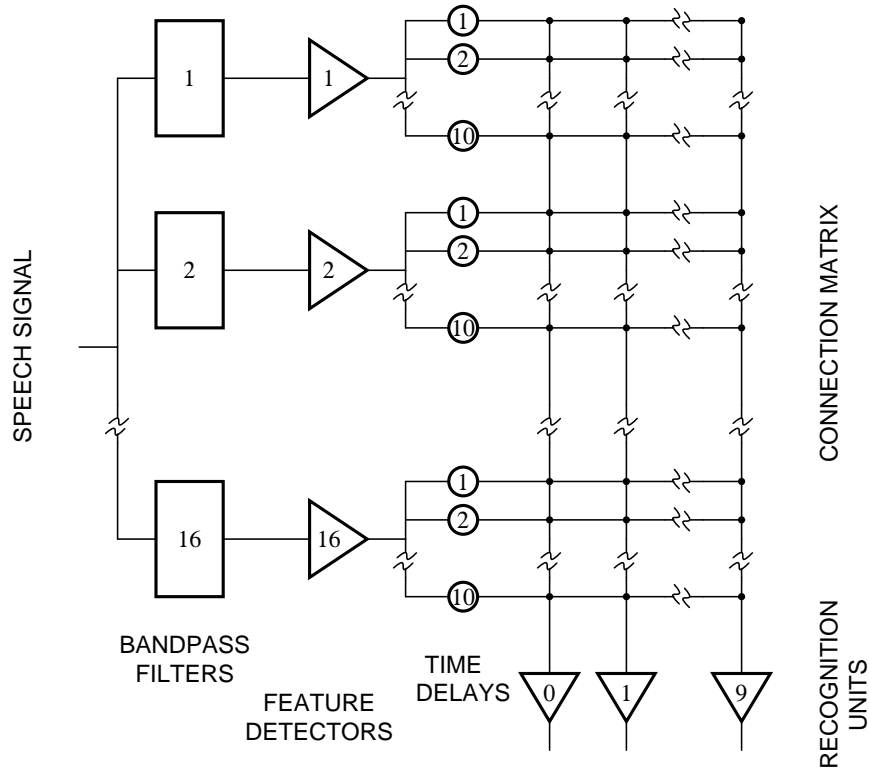 1
1
1
2
10
2
2
1
2
10
16
16
1
2
10
0
1
9
SPEECH SIGNAL
BANDPASS
FILTERS
FEATURE
DETECTORS
TIME
DELAYS
CONNECTION MATRIX
RECOGNITION
UNITS